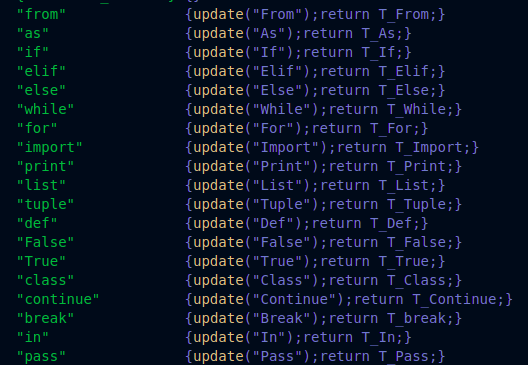 "from" {update("From");return T_From;}
"as" {update("As");return T_As;}
"if" {update("If");return T_If;}
"elif" {update("Elif");return T_Elif;}
"else" {update("Else");return T_Else;}
"while" {update("While");return T_While;}
"for" {update("For");return T_For;}
"import" {update("Import");return T_Import;}
"print" {update("Print");return T_Print;}
"list" {update("List");return T_List;}
"tuple" {update("Tuple");return T_Tuple;}
"def" {update("Def");return T_Def;}
"False" {update("False");return T_False;}
"True" {update("True");return T_True;}
"class" {update("Class");return T_Class;}
"continue" {update("Continue");return T_Continue;}
"break" {update("Break");return T_break;}
"in" {update("In");return T_In;}
"pass" {update("Pass");return T_Pass;}